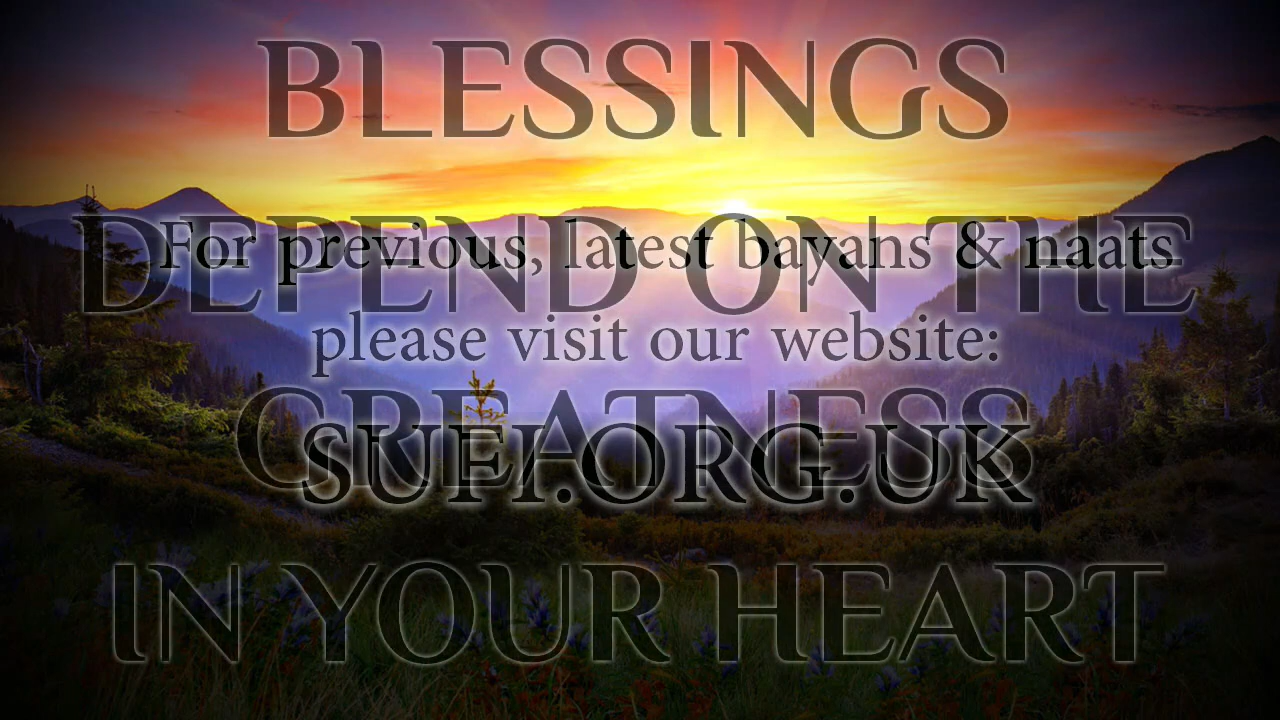 BLESSINGS
DEPEND ON THE
GREATNESS
IN YOUR HEART
For previous, latest bayans & naats
please visit our website:
SUFI.ORG.UK